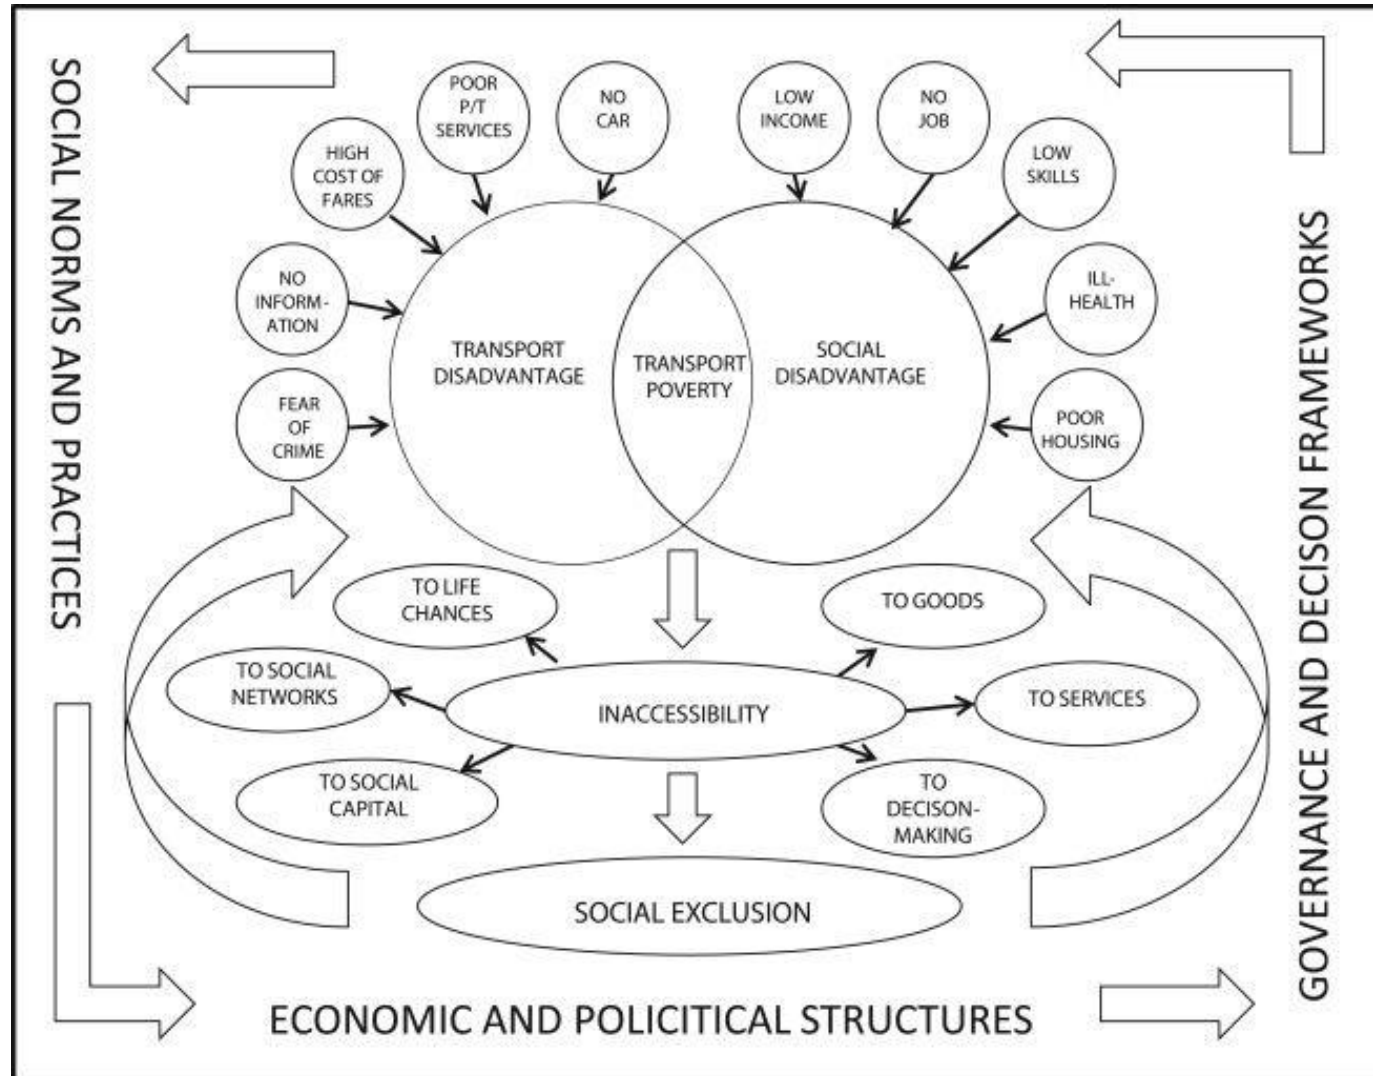 SOCIAL NORMS AND PRACTICES
POOR
P/T
SERVICES
NO
CAR
LOW
INCOME
NO
JOB
HIGH
COST OF
FARES
LOW
SKILLS
NO
INFORM-
ATION
ILL-
HEALTH
FEAR
OF
CRIME
POOR
HOUSING
TRANSPORT
DISADVANTAGE
TRANSPORT
POVERTY
SOCIAL
DISADVANTAGE
GOVERNANCE AND DECISON FRAMEWORKS
TO LIFE
CHANCES
TO GOODS
TO SOCIAL
NETWORKS
INACCESSIBILITY
TO SERVICES
TO SOCIAL
CAPITAL
TO
DECISON-
MAKING
SOCIAL EXCLUSION
ECONOMIC AND POLICITICAL STRUCTURES